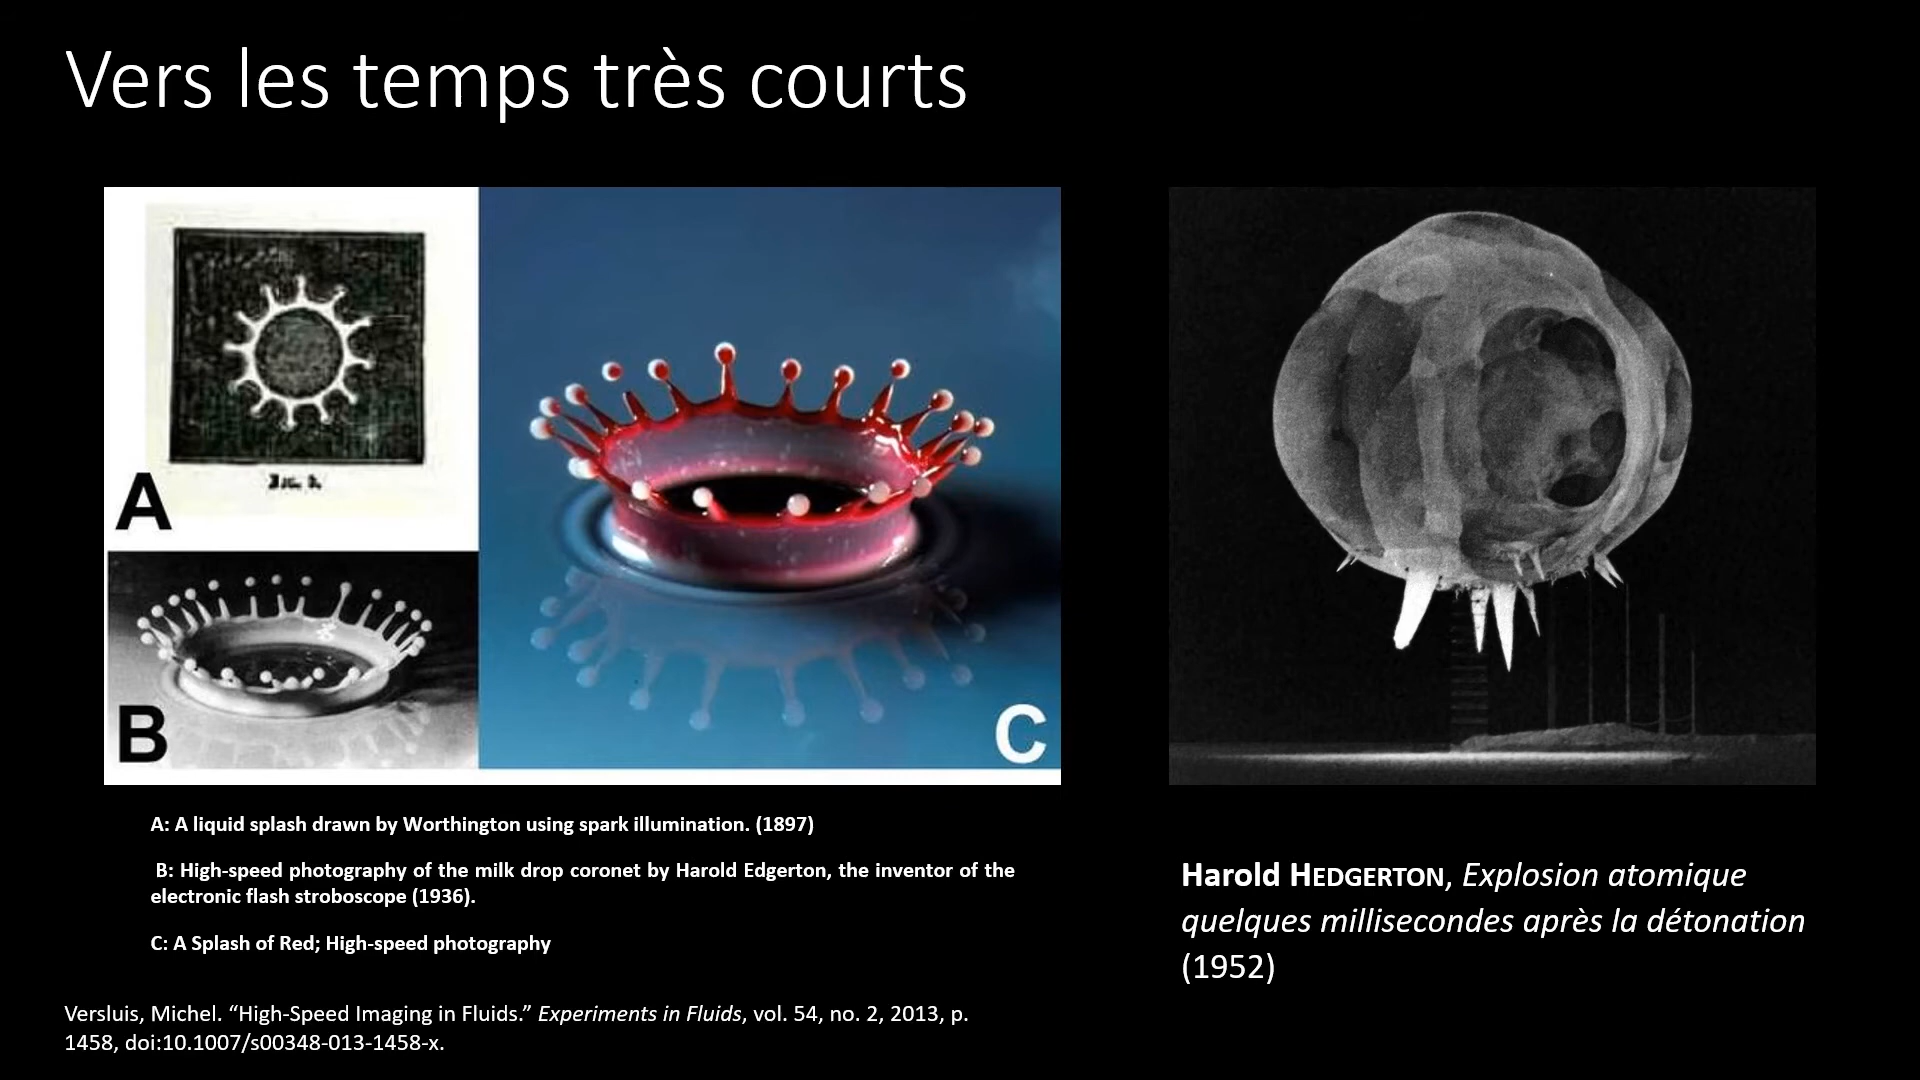 Vers les temps très courts
A
B
C
A: A liquid splash drawn by Worthington using spark illumination. (1897)
B: High-speed photography of the milk drop coronet by Harold Edgerton, the inventor of the
electronic flash stroboscope (1936).
C: A Splash of Red; High-speed photography
Versluis, Michel. “High-Speed Imaging in Fluids.” Experiments in Fluids, vol. 54, no. 2, 2013, p.
1458, doi:10.1007/s00348-013-1458-x.
Harold HEDGERTON, Explosion atomique
quelques millisecondes après la détonation
(1952)